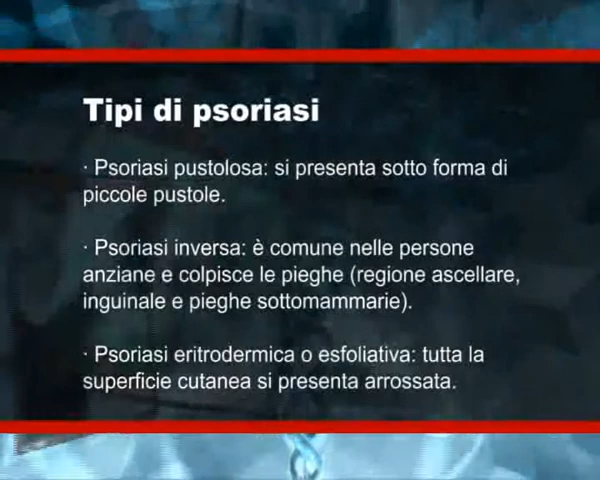 Tipi di psoriasi
· Psoriasi pustolosa: si presenta sotto forma di
piccole pustole.
· Psoriasi inversa: è comune nelle persone
anziane e colpisce le pieghe (regione ascellare,
inguinale e pieghe sottomammarie).
· Psoriasi eritrodermica o esfoliativa: tutta la
superficie cutanea si presenta arrossata.